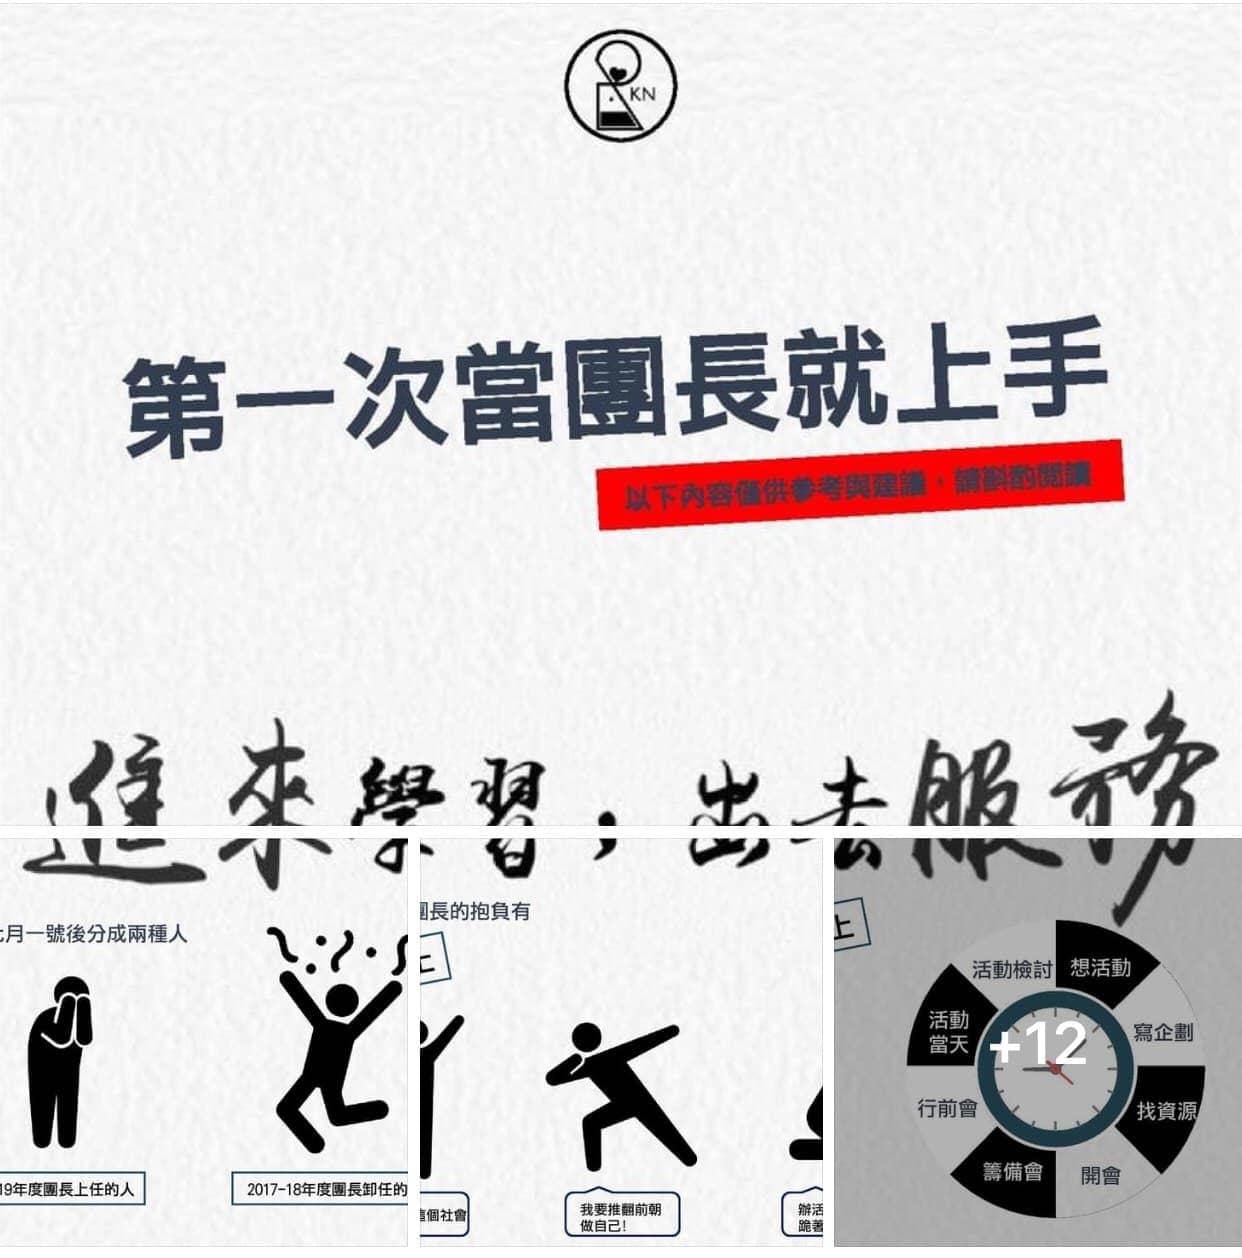 KN
第一次當團長就上手
以下內容僅供參考與建議，請斟酌閱讀
進來學習，出去服務
七月一號後分成兩種人
19年度團長上任的人
2017-18年度團長卸任的
團長的抱負有
上
這個社會
我要推翻前朝
做自己!
辦活
跪著
上
+12
活動檢討
想活動
活動
當天
寫企劃
行前會
找資源
籌備會
開會